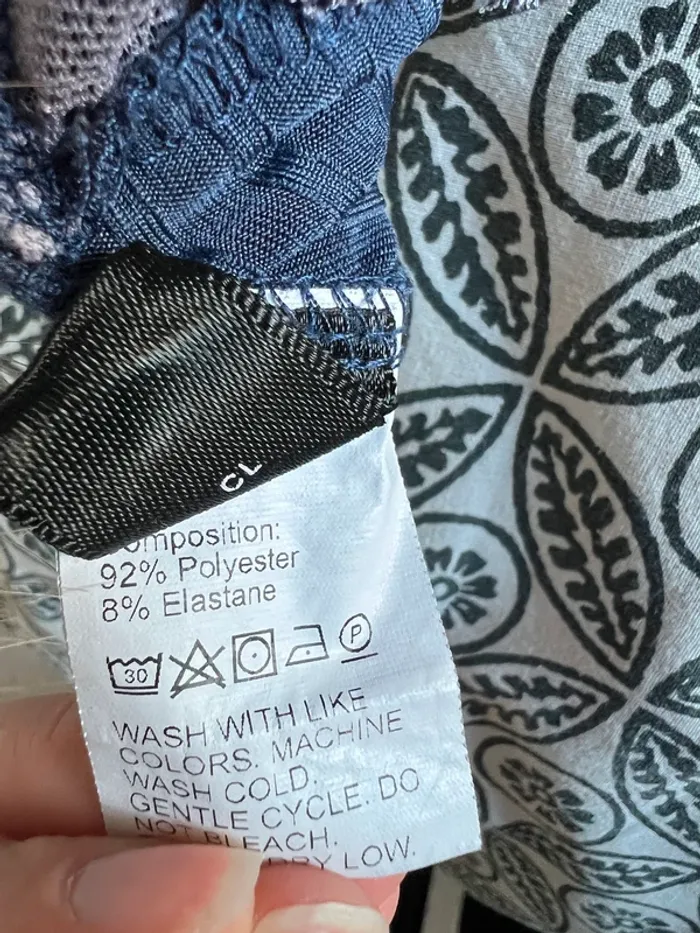 CL
92% Polyester
8% Elastane
30 P
WASH WITH LIKE
COLORS. MACHINE
WASH COLD.
GENTLE CYCLE. DO
NOT BLEACH.
DRY LOW.